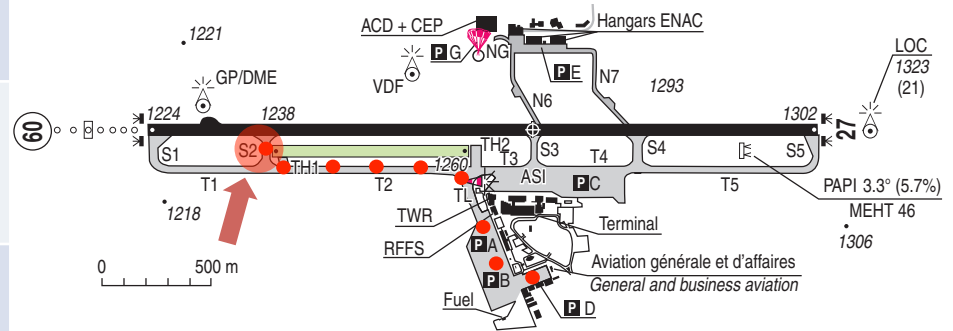 ACD + CEP
Hangars ENAC
1221
P G
NG
LOC
1323
(21)
GP/DME
VDF
P E
N7
1293
N6
1224
1238
1302
09
27
S1
S2
TH2
S3
S4
S5
TH1
1260
T3
T4
T1
T2
TL
ASI
P C
T5
PAPI 3.3° (5.7%)
MEHT 46
1218
TWR
Terminal
1306
RFFS
P A
0
500 m
P B
Aviation générale et d'affaires
General and business aviation
Fuel
P D